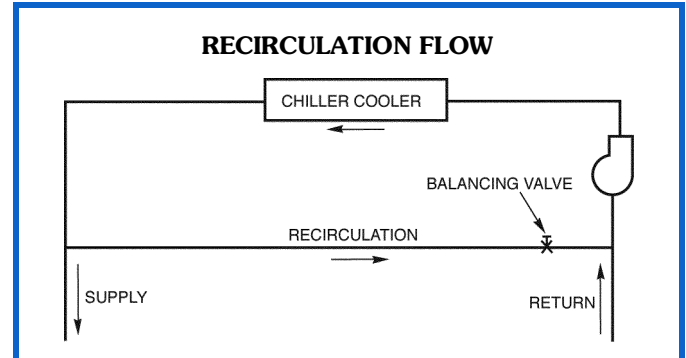 RECIRCULATION FLOW
CHILLER COOLER
BALANCING VALVE
RECIRCULATION
SUPPLY
RETURN